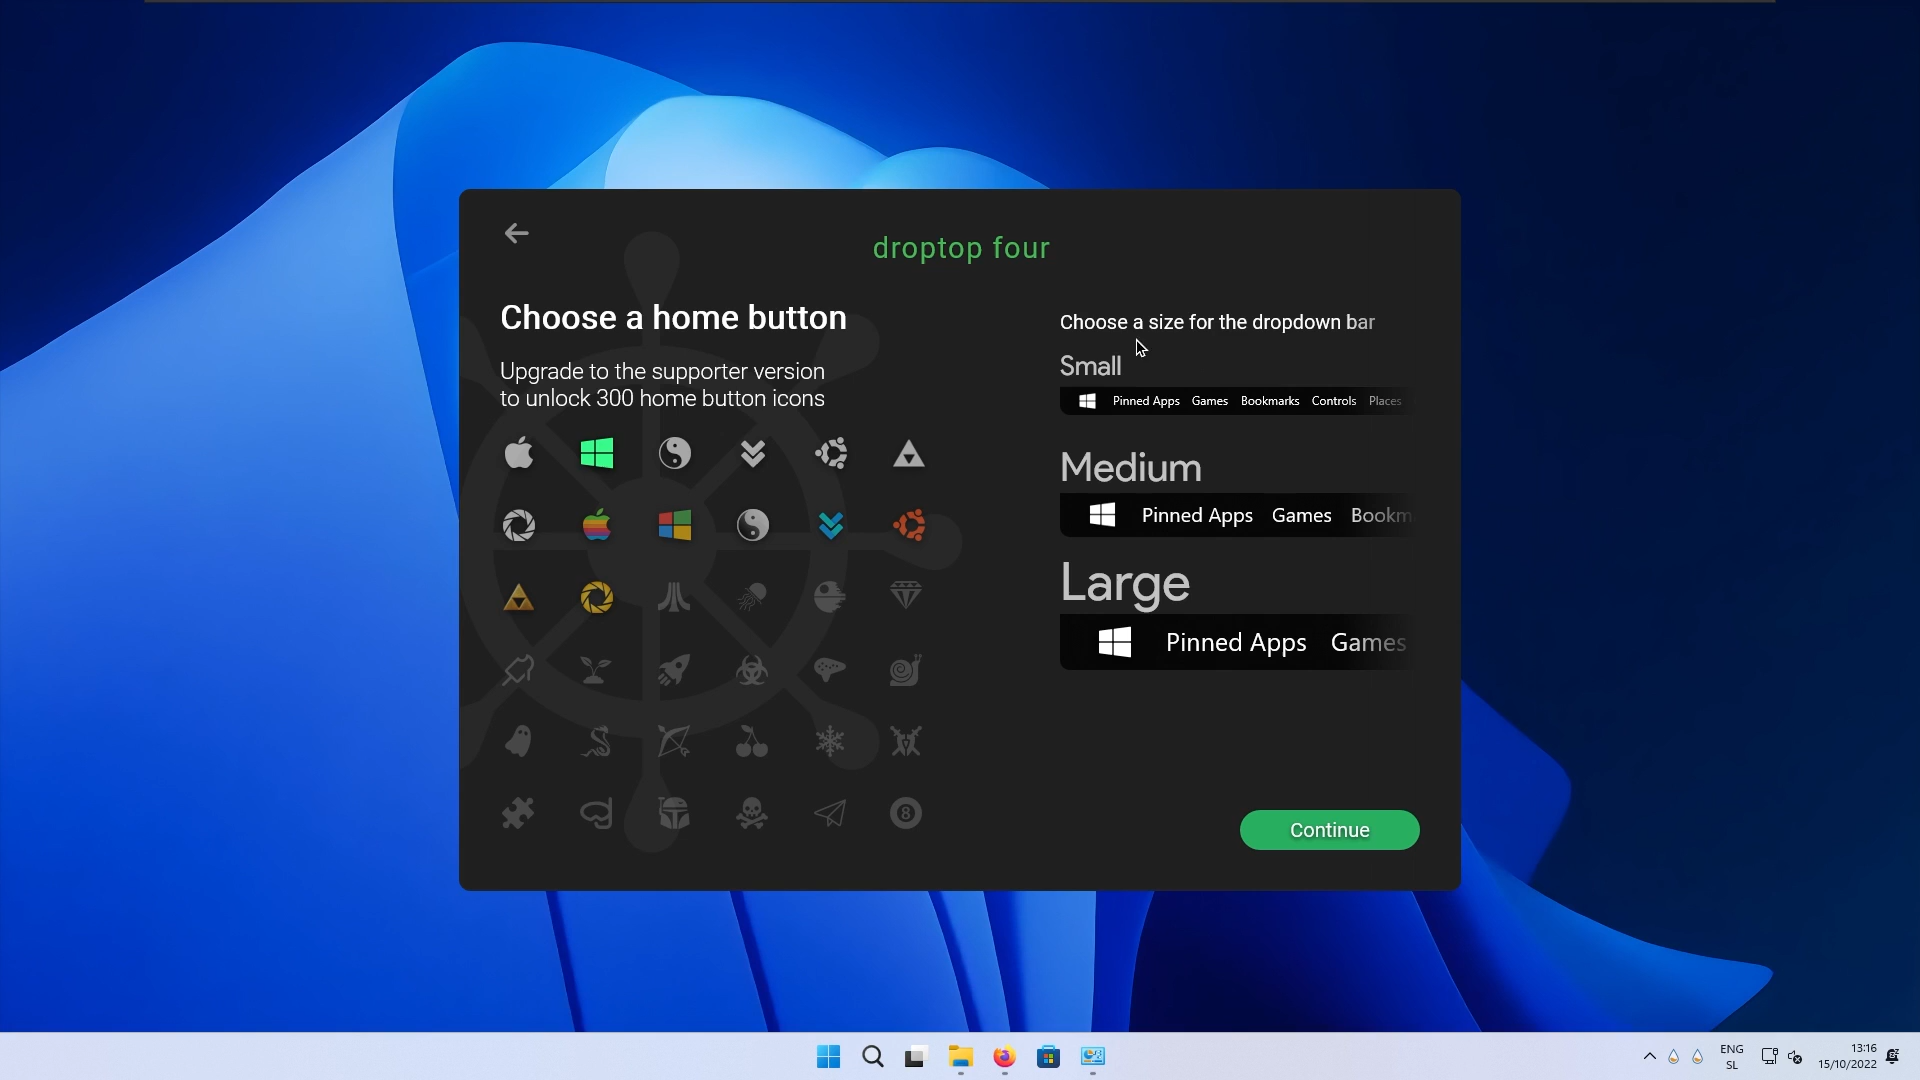 droptop four
Choose a home button
Upgrade to the supporter version
to unlock 300 home button icons
8
Choose a size for the dropdown bar
Small
Pinned Apps Games Bookmarks Controls Places
Medium
Pinned Apps Games Bookm
Large
Pinned Apps Games
Continue
ENG
SL
13:16
15/10/2022